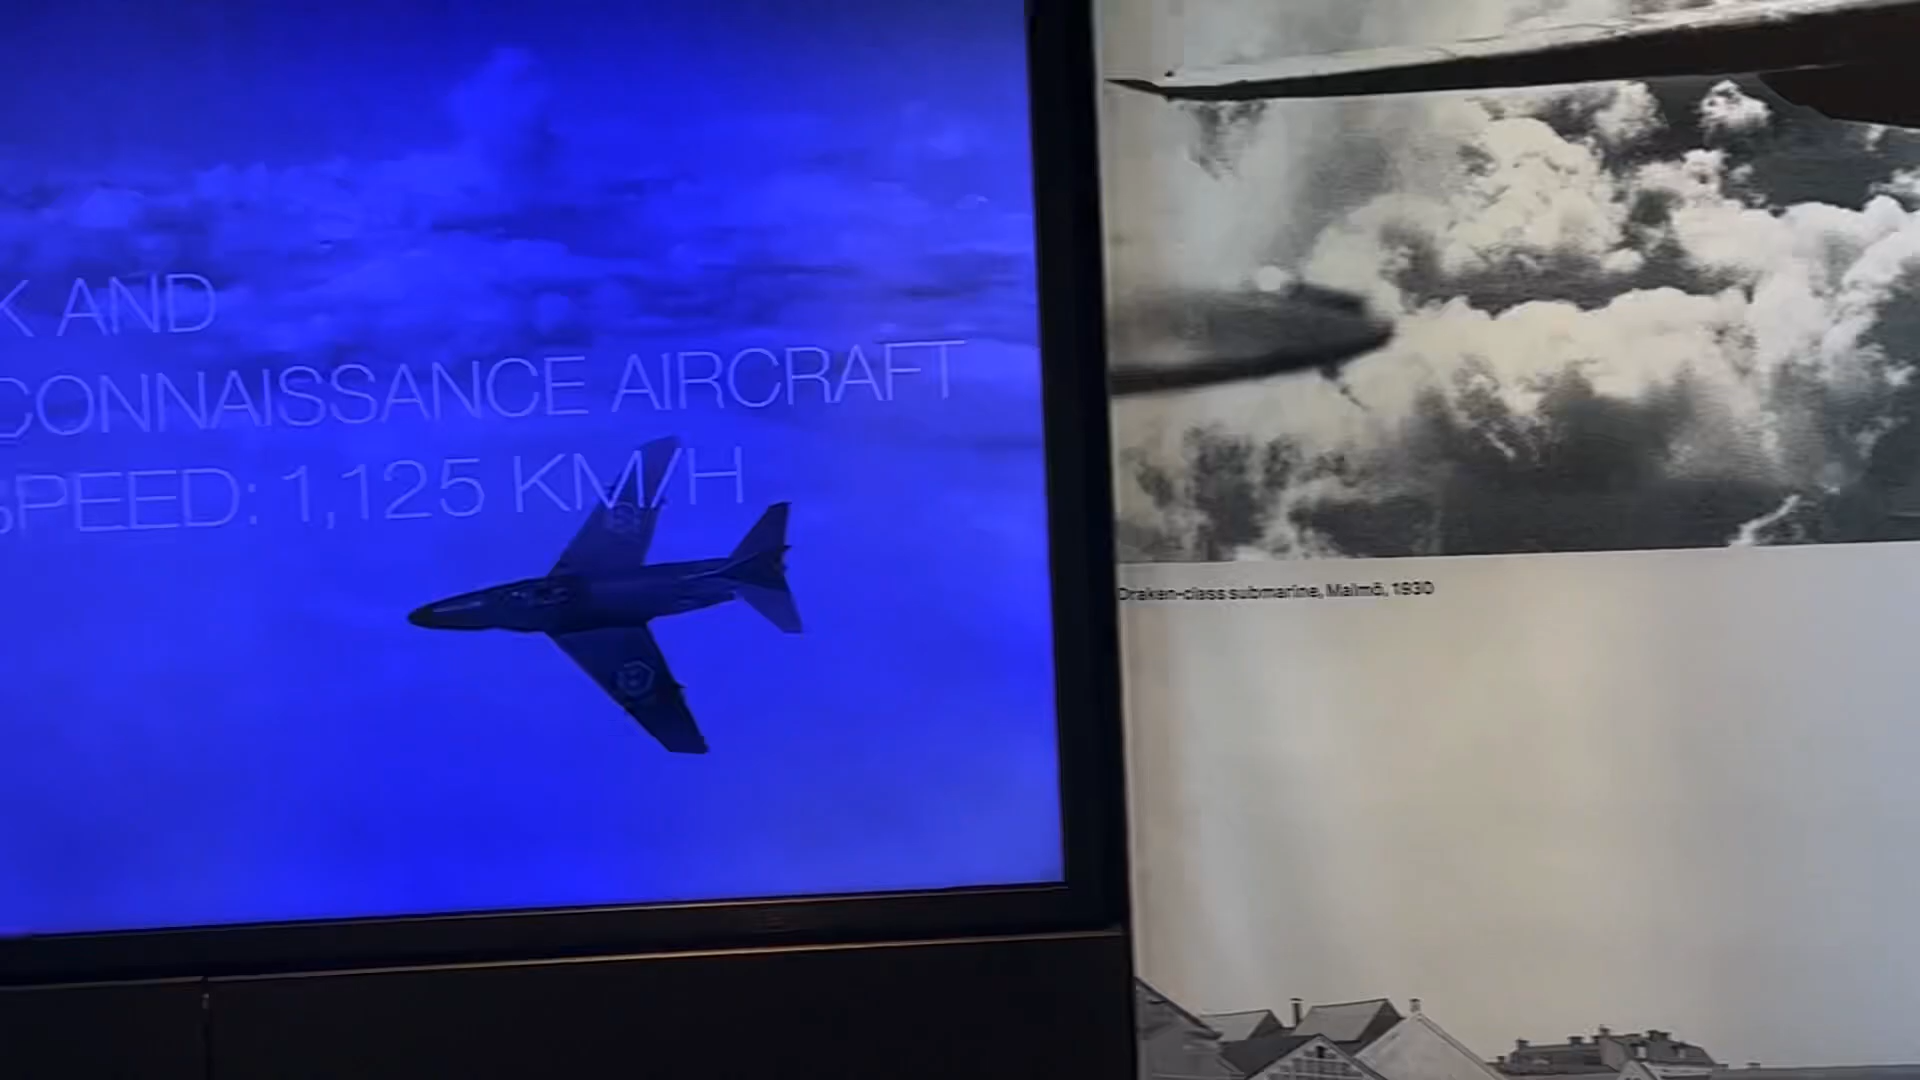 K AND
CONNAISSANCE AIRCRAFT
SPEED: 1,125 KM/H
Draken-class submarine, Malmö, 1930